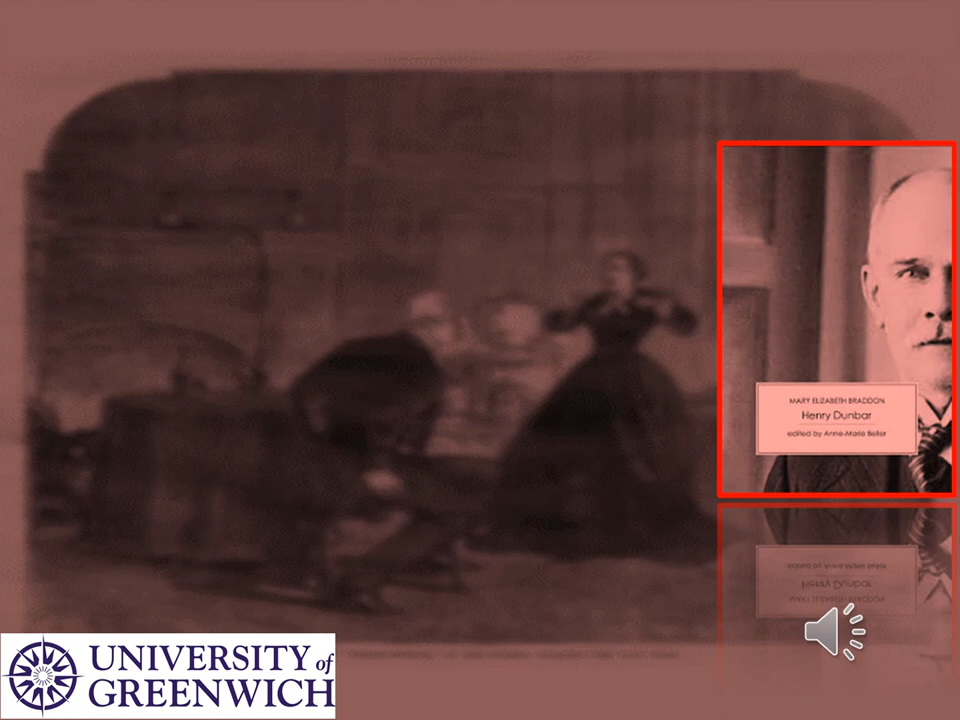 MARY ELIZABETH BRADDON
Henry Dunbar
edited by Anne-Marie Beller
UNIVERSITY of
GREENWICH